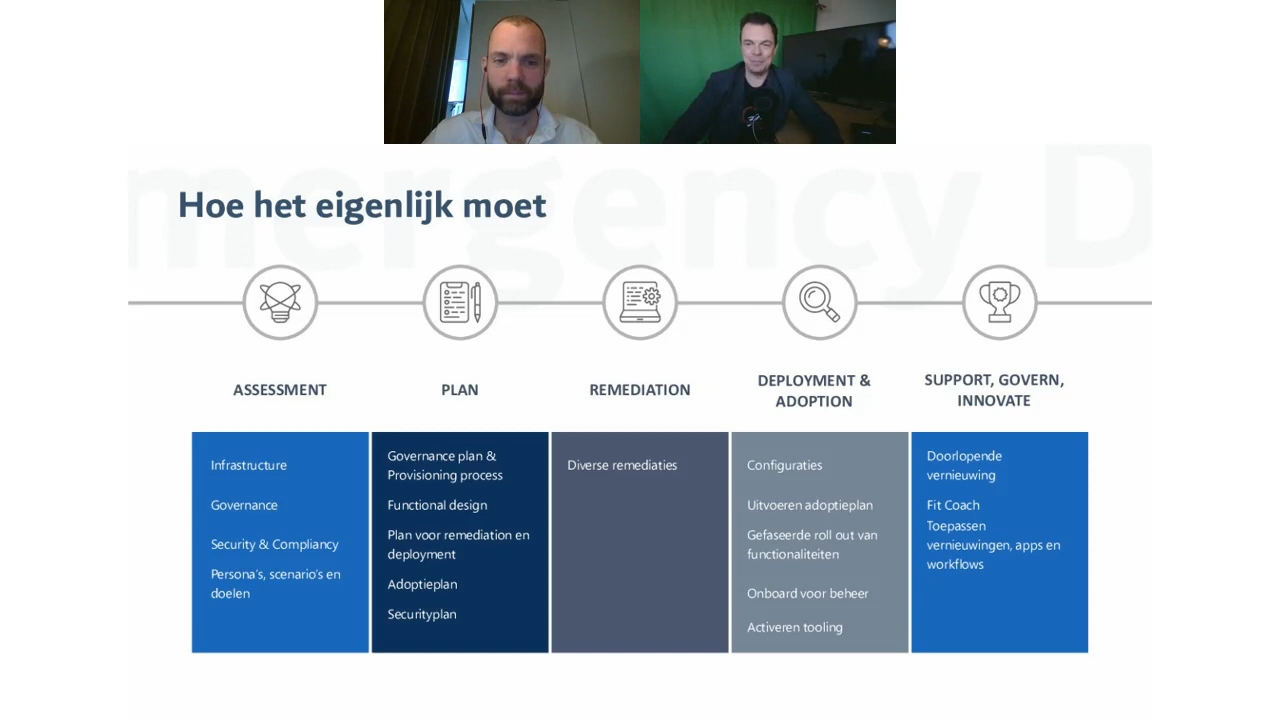 mergency D
Hoe het eigenlijk moet
ASSESSMENT
PLAN
REMEDIATION
DEPLOYMENT &
ADOPTION
SUPPORT, GOVERN,
INNOVATE
Infrastructure
Governance
Security & Compliancy
Persona's, scenario's en
doelen
Governance plan &
Provisioning process
Functional design
Plan voor remediation en
deployment
Adoptieplan
Securityplan
Diverse remediaties
Configuraties
Uitvoeren adoptieplan
Gefaseerde roll out van
functionaliteiten
Onboard voor beheer
Activeren tooling
Doorlopende
vernieuwing
Fit Coach
Toepassen
vernieuwingen, apps en
workflows